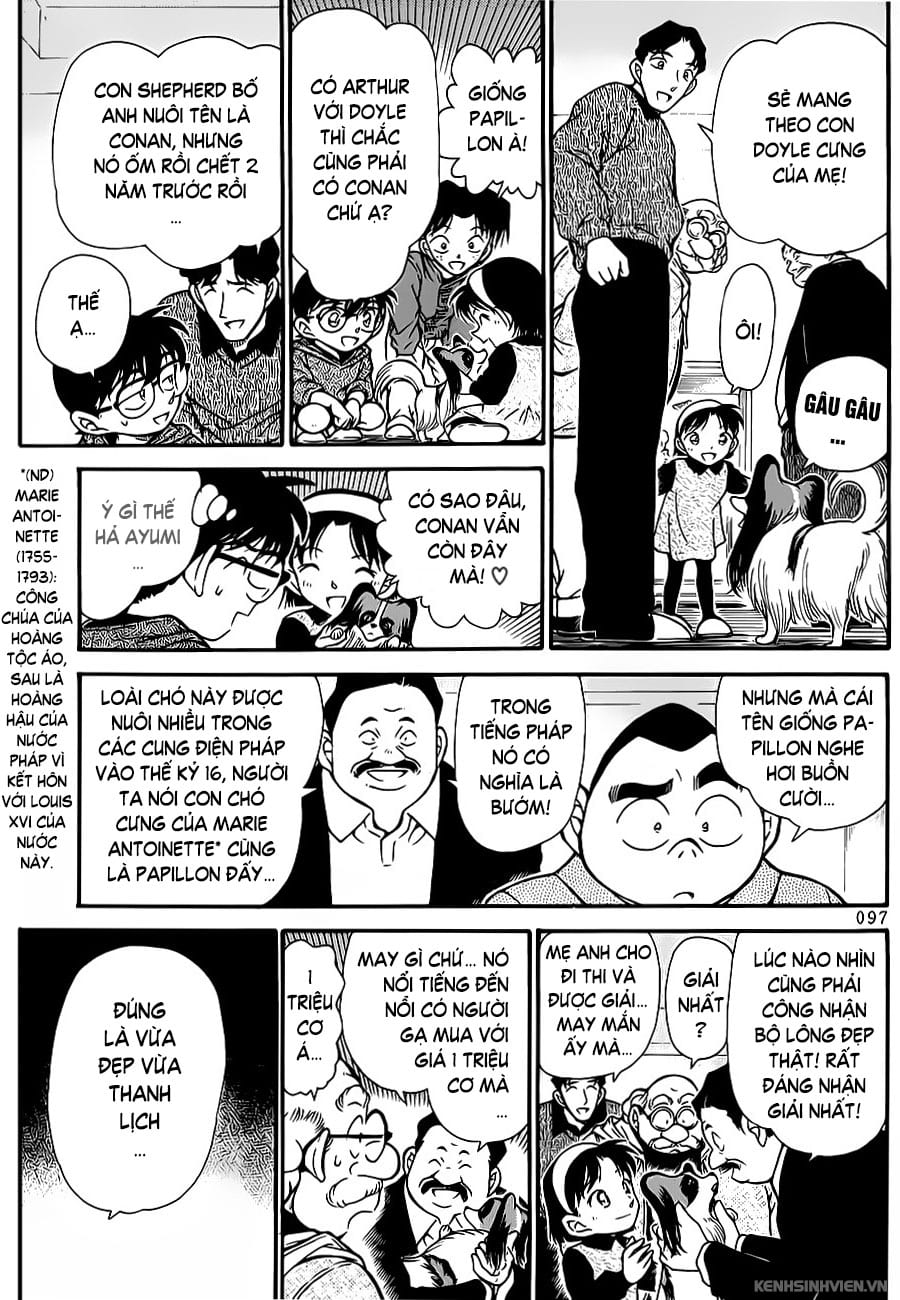 SẼ MANG
THEO CON
DOYLE CƯNG
CỦA MẸ!
ÔI!
GÂU GÂU
...
GIỐNG
PAPIL-
LON À!
CÓ ARTHUR
VỚI DOYLE
THÌ CHẮC
CŨNG PHẢI
CÓ CONAN
CHỨ Ạ?
CON SHEPHERD BỐ
ANH NUÔI TÊN LÀ
CONAN, NHƯNG
NÓ ỐM RỒI CHẾT 2
NĂM TRƯỚC RỒI
...
THẾ
Ạ...
CÓ SAO ĐÂU,
CONAN VẪN
CÒN ĐÂY
MÀ! ♡
Ý GÌ THẾ
HẢ AYUMI
...
*(ND)
MARIE
ANTOI-
NETTE
(1755-
1793):
CÔNG
CHÚA CỦA
HOÀNG
TỘC ÁO,
SAU LÀ
HOÀNG
HẬU CỦA
NƯỚC
PHÁP VÌ
KẾT HÔN
VỚI LOUIS
XVI CỦA
NƯỚC
NÀY.
NHƯNG MÀ CÁI
TÊN GIỐNG PA-
PILLON NGHE
HƠI BUỒN
CƯỜI...
TRONG
TIẾNG PHÁP
NÓ CÓ
NGHĨA LÀ
BƯỚM!
LOÀI CHÓ NÀY ĐƯỢC
NUÔI NHIỀU TRONG
CÁC CUNG ĐIỆN PHÁP
VÀO THẾ KỶ 16, NGƯỜI
TA NÓI CON CHÓ
CƯNG CỦA MARIE
ANTOINETTE* CŨNG
LÀ PAPILLON ĐẤY...
097
LÚC NÀO NHÌN
CŨNG PHẢI
CÔNG NHẬN
BỘ LÔNG ĐẸP
THẬT! RẤT
ĐÁNG NHẬN
GIẢI NHẤT!
GIẢI
NHẤT
?
MẸ ANH CHO
ĐI THI VÀ
ĐƯỢC GIẢI...
MAY MẮN
ẤY MÀ...
MAY GÌ CHỨ... NÓ
NỔI TIẾNG ĐẾN
NỖI CÓ NGƯỜI
GẠ MUA VỚI
GIÁ 1 TRIỆU
CƠ MÀ
...
1
TRIỆU
CƠ
Á...
ĐÚNG
LÀ VỪA
ĐẸP VỪA
THANH
LỊCH
...
KENHSINHVIEN.VN